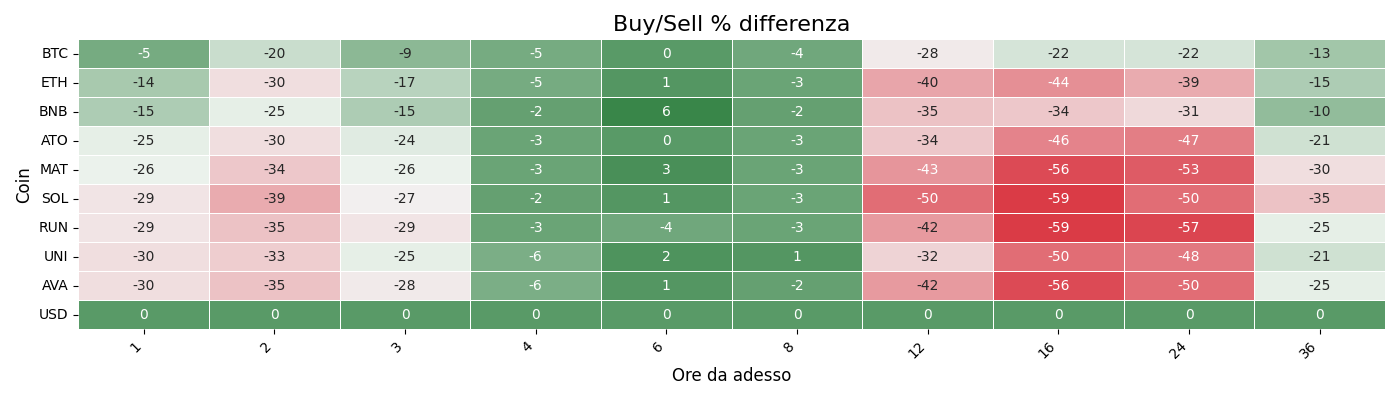 Buy/Sell % differenza
Coin
BTC -5 -20 -9 -5 0 -4 -28 -22 -22 -13
ETH -14 -30 -17 -5 1 -3 -40 -44 -39 -15
BNB -15 -25 -15 -2 6 -2 -35 -34 -31 -10
ATO -25 -30 -24 -3 0 -3 -34 -46 -47 -21
MAT -26 -34 -26 -3 3 -3 -43 -56 -53 -30
SOL -29 -39 -27 -2 1 -3 -50 -59 -50 -35
RUN -29 -35 -29 -3 -4 -3 -42 -59 -57 -25
UNI -30 -33 -25 -6 2 1 -32 -50 -48 -21
AVA -30 -35 -28 -6 1 -2 -42 -56 -50 -25
USD 0 0 0 0 0 0 0 0 0 0
1 2 3 4 6 8 12 16 24 36
Ore da adesso